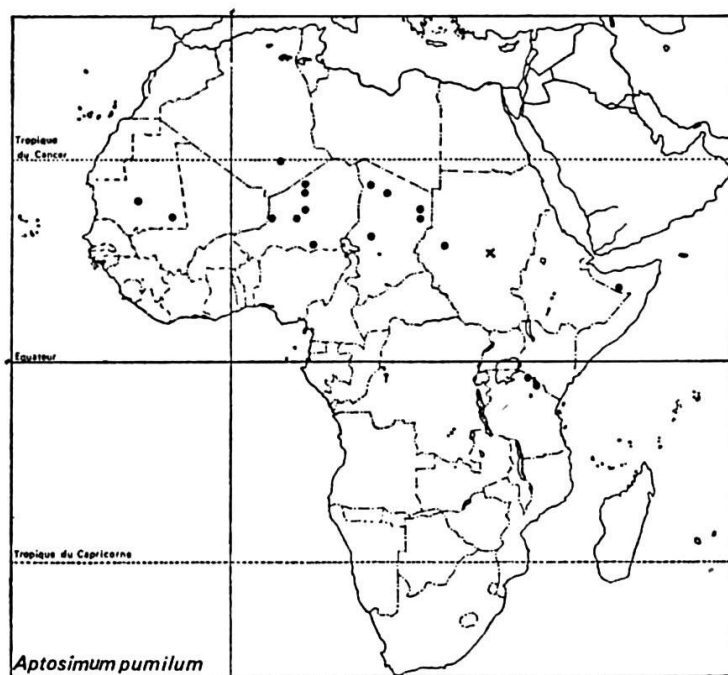 Tropique
du Cancer
Equateur
Tropique du Capricorne
Aptosimum pumilum